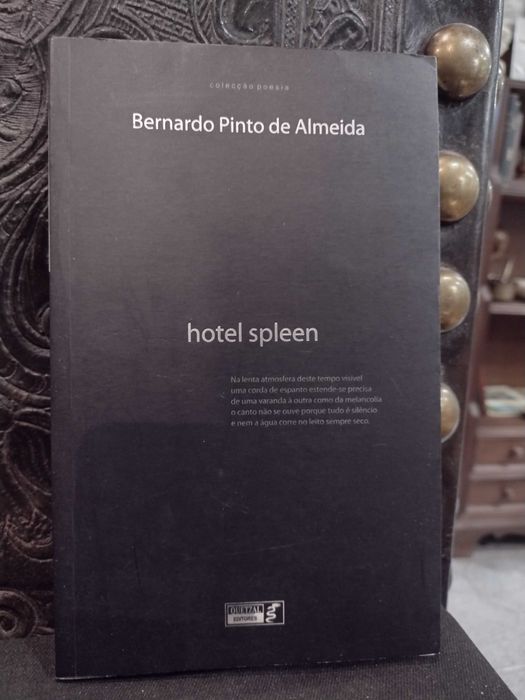 colecção poesia
Bernardo Pinto de Almeida
hotel spleen
Na lenta atmosfera deste tempo visível
uma corda de espanto estende-se precisa
de uma varanda à outra como da melancolia
o canto não se ouve porque tudo é silêncio
e nem a água corre no leito sempre seco.
QUETZAL
EDITORES